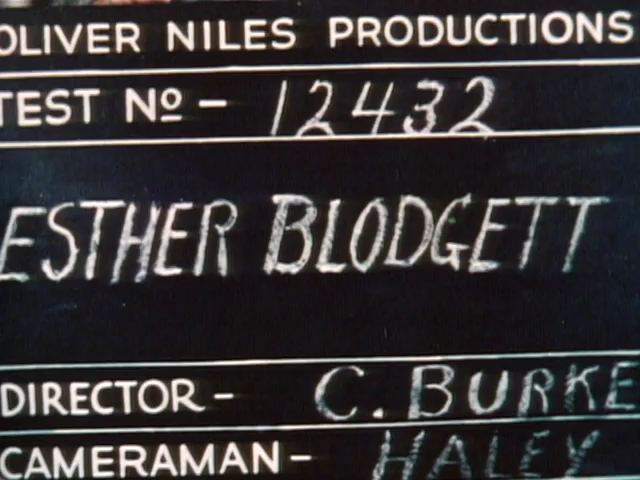 OLIVER NILES PRODUCTIONS
TEST Nº - 12432
ESTHER BLODGETT
DIRECTOR - C. BURKE
CAMERAMAN - HALEY